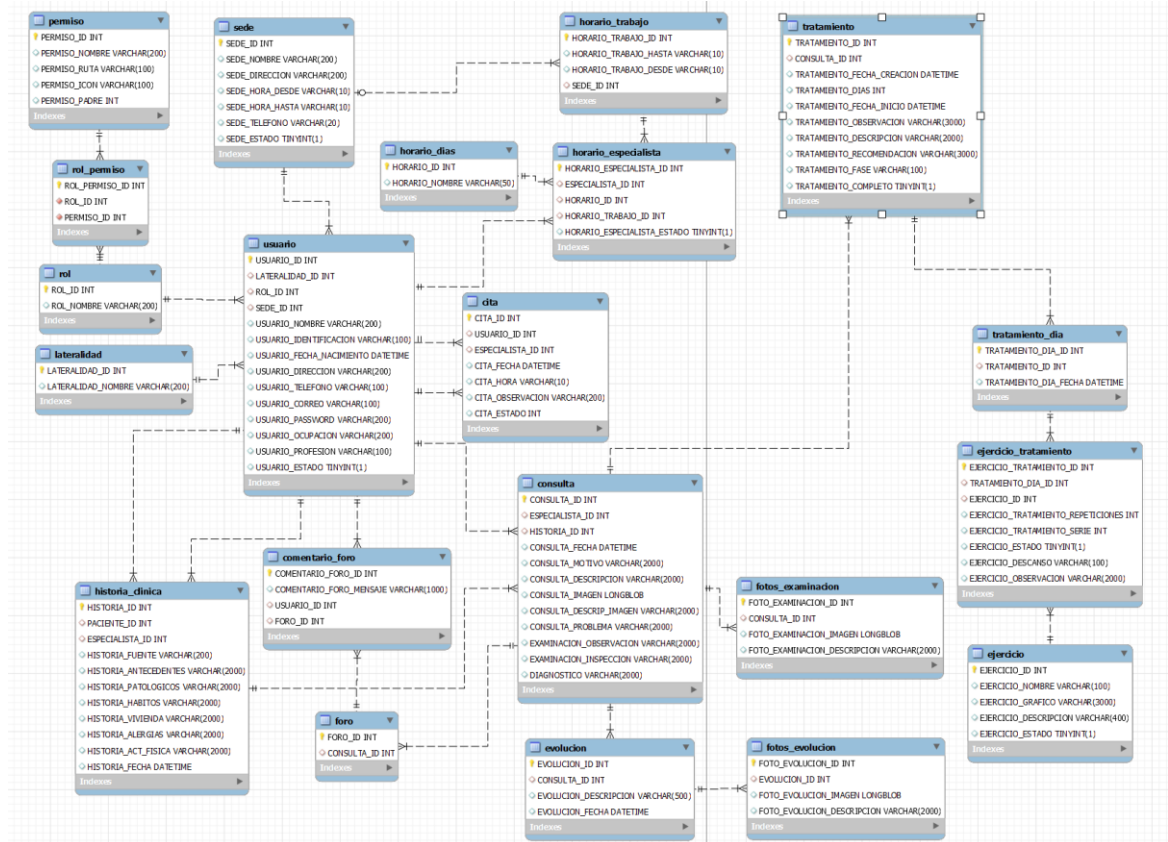 permiso
PERMISO_ID INT
PERMISO_NOMBRE VARCHAR(200)
PERMISO_RUTA VARCHAR(100)
PERMISO_ICON VARCHAR(100)
PERMISO_PADRE INT
Indexes
sede
SEDE_ID INT
SEDE_NOMBRE VARCHAR(200)
SEDE_DIRECCION VARCHAR(200)
SEDE_HORA_DESDE VARCHAR(10)
SEDE_HORA_HASTA VARCHAR(10)
SEDE_TELEFONO VARCHAR(20)
SEDE_ESTADO TINYINT(1)
Indexes
horario_trabajo
HORARIO_TRABAJO_ID INT
HORARIO_TRABAJO_HASTA VARCHAR(10)
HORARIO_TRABAJO_DESDE VARCHAR(10)
SEDE_ID INT
Indexes
tratamiento
TRATAMIENTO_ID INT
CONSULTA_ID INT
TRATAMIENTO_FECHA_CREACION DATETIME
TRATAMIENTO_DIAS INT
TRATAMIENTO_FECHA_INICIO DATETIME
TRATAMIENTO_OBSERVACION VARCHAR(3000)
TRATAMIENTO_DESCRIPCION VARCHAR(2000)
TRATAMIENTO_RECOMENDACION VARCHAR(3000)
TRATAMIENTO_FASE VARCHAR(100)
TRATAMIENTO_COMPLETO TINYINT(1)
Indexes
rol_permiso
ROL_PERMISO_ID INT
ROL_ID INT
PERMISO_ID INT
Indexes
horario_dias
HORARIO_ID INT
HORARIO_NOMBRE VARCHAR(50)
Indexes
horario_especialista
HORARIO_ESPECIALISTA_ID INT
ESPECIALISTA_ID INT
HORARIO_ID INT
HORARIO_TRABAJO_ID INT
HORARIO_ESPECIALISTA_ESTADO TINYINT(1)
Indexes
rol
ROL_ID INT
ROL_NOMBRE VARCHAR(200)
Indexes
usuario
USUARIO_ID INT
LATERALIDAD_ID INT
ROL_ID INT
SEDE_ID INT
USUARIO_NOMBRE VARCHAR(200)
USUARIO_IDENTIFICACION VARCHAR(100)
USUARIO_FECHA_NACIMIENTO DATETIME
USUARIO_DIRECCION VARCHAR(200)
USUARIO_TELEFONO VARCHAR(100)
USUARIO_CORREO VARCHAR(100)
USUARIO_PASSWORD VARCHAR(200)
USUARIO_OCUPACION VARCHAR(200)
USUARIO_PROFESION VARCHAR(100)
USUARIO_ESTADO TINYINT(1)
Indexes
cita
CITA_ID INT
USUARIO_ID INT
ESPECIALISTA_ID INT
CITA_FECHA DATETIME
CITA_HORA VARCHAR(10)
CITA_OBSERVACION VARCHAR(200)
CITA_ESTADO INT
Indexes
lateralidad
LATERALIDAD_ID INT
LATERALIDAD_NOMBRE VARCHAR(200)
Indexes
tratamiento_dia
TRATAMIENTO_DIA_ID INT
TRATAMIENTO_ID INT
TRATAMIENTO_DIA_FECHA DATETIME
Indexes
ejercicio_tratamiento
EJERCICIO_TRATAMIENTO_ID INT
TRATAMIENTO_DIA_ID INT
EJERCICIO_ID INT
EJERCICIO_TRATAMIENTO_REPETICIONES INT
EJERCICIO_TRATAMIENTO_SERIE INT
EJERCICIO_ESTADO TINYINT(1)
EJERCICIO_DESCANSO VARCHAR(100)
EJERCICIO_OBSERVACION VARCHAR(2000)
Indexes
consulta
CONSULTA_ID INT
ESPECIALISTA_ID INT
HISTORIA_ID INT
CONSULTA_FECHA DATETIME
CONSULTA_MOTIVO VARCHAR(2000)
CONSULTA_DESCRIPCION VARCHAR(2000)
CONSULTA_IMAGEN LONGBLOB
CONSULTA_DESCRIP_IMAGEN VARCHAR(2000)
CONSULTA_PROBLEMA VARCHAR(2000)
EXAMINACION_OBSERVACION VARCHAR(2000)
EXAMINACION_INSPECCION VARCHAR(2000)
DIAGNOSTICO VARCHAR(2000)
Indexes
comentario_foro
COMENTARIO_FORO_ID INT
COMENTARIO_FORO_MENSAJE VARCHAR(1000)
USUARIO_ID INT
FORO_ID INT
Indexes
historia_clinica
HISTORIA_ID INT
PACIENTE_ID INT
ESPECIALISTA_ID INT
HISTORIA_FUENTE VARCHAR(200)
HISTORIA_ANTECEDENTES VARCHAR(2000)
HISTORIA_PATOLOGICOS VARCHAR(2000)
HISTORIA_HABITOS VARCHAR(2000)
HISTORIA_VIVIENDA VARCHAR(2000)
HISTORIA_ALERGIAS VARCHAR(2000)
HISTORIA_ACT_FISICA VARCHAR(2000)
HISTORIA_FECHA DATETIME
Indexes
fotos_examinacion
FOTO_EXAMINACION_ID INT
CONSULTA_ID INT
FOTO_EXAMINACION_IMAGEN LONGBLOB
FOTO_EXAMINACION_DESCRIPCION VARCHAR(2000)
Indexes
ejercicio
EJERCICIO_ID INT
EJERCICIO_NOMBRE VARCHAR(100)
EJERCICIO_GRAFICO VARCHAR(3000)
EJERCICIO_DESCRIPCION VARCHAR(400)
EJERCICIO_ESTADO TINYINT(1)
Indexes
foro
FORO_ID INT
CONSULTA_ID INT
Indexes
evolucion
EVOLUCION_ID INT
CONSULTA_ID INT
EVOLUCION_DESCRIPCION VARCHAR(500)
EVOLUCION_FECHA DATETIME
Indexes
fotos_evolucion
FOTO_EVOLUCION_ID INT
EVOLUCION_ID INT
FOTO_EVOLUCION_IMAGEN LONGBLOB
FOTO_EVOLUCION_DESCRIPCION VARCHAR(2000)
Indexes